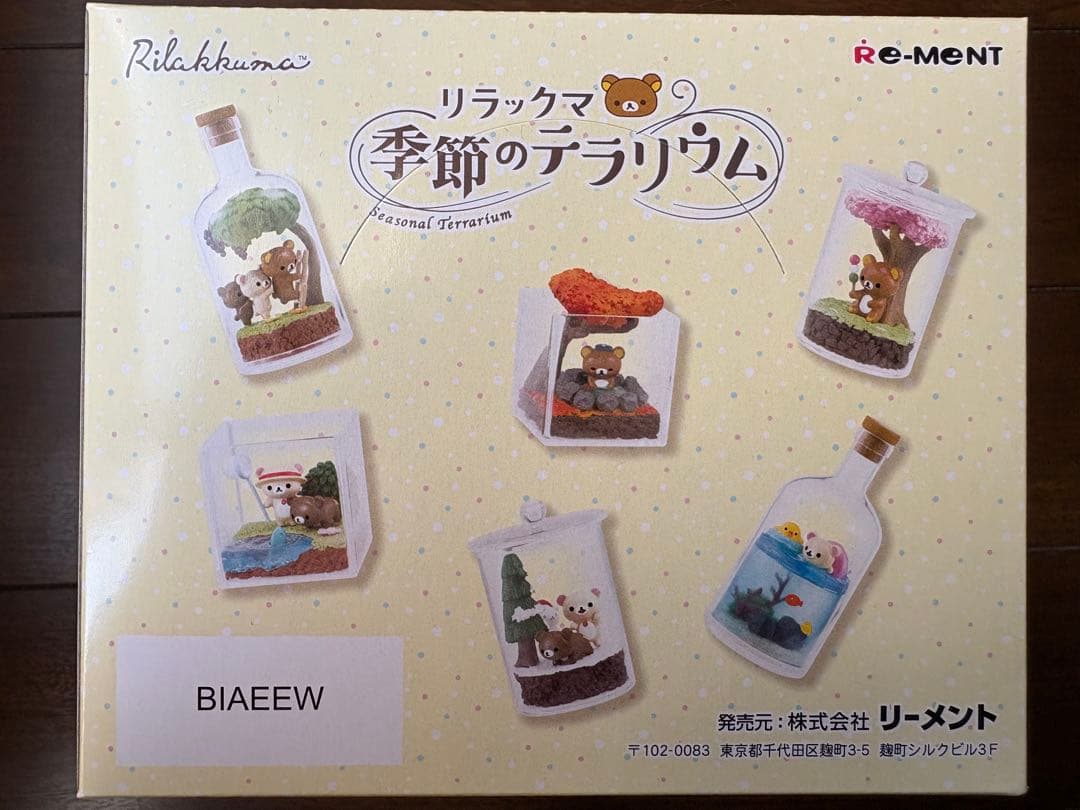 Rilakkuma™
Re-MeNT
リラックマ
季節のテラリウム
Seasonal Terrarium
BIAEEW
発売元：株式会社 リーメント
〒102-0083 東京都千代田区麹町3-5 麹町シルクビル3F